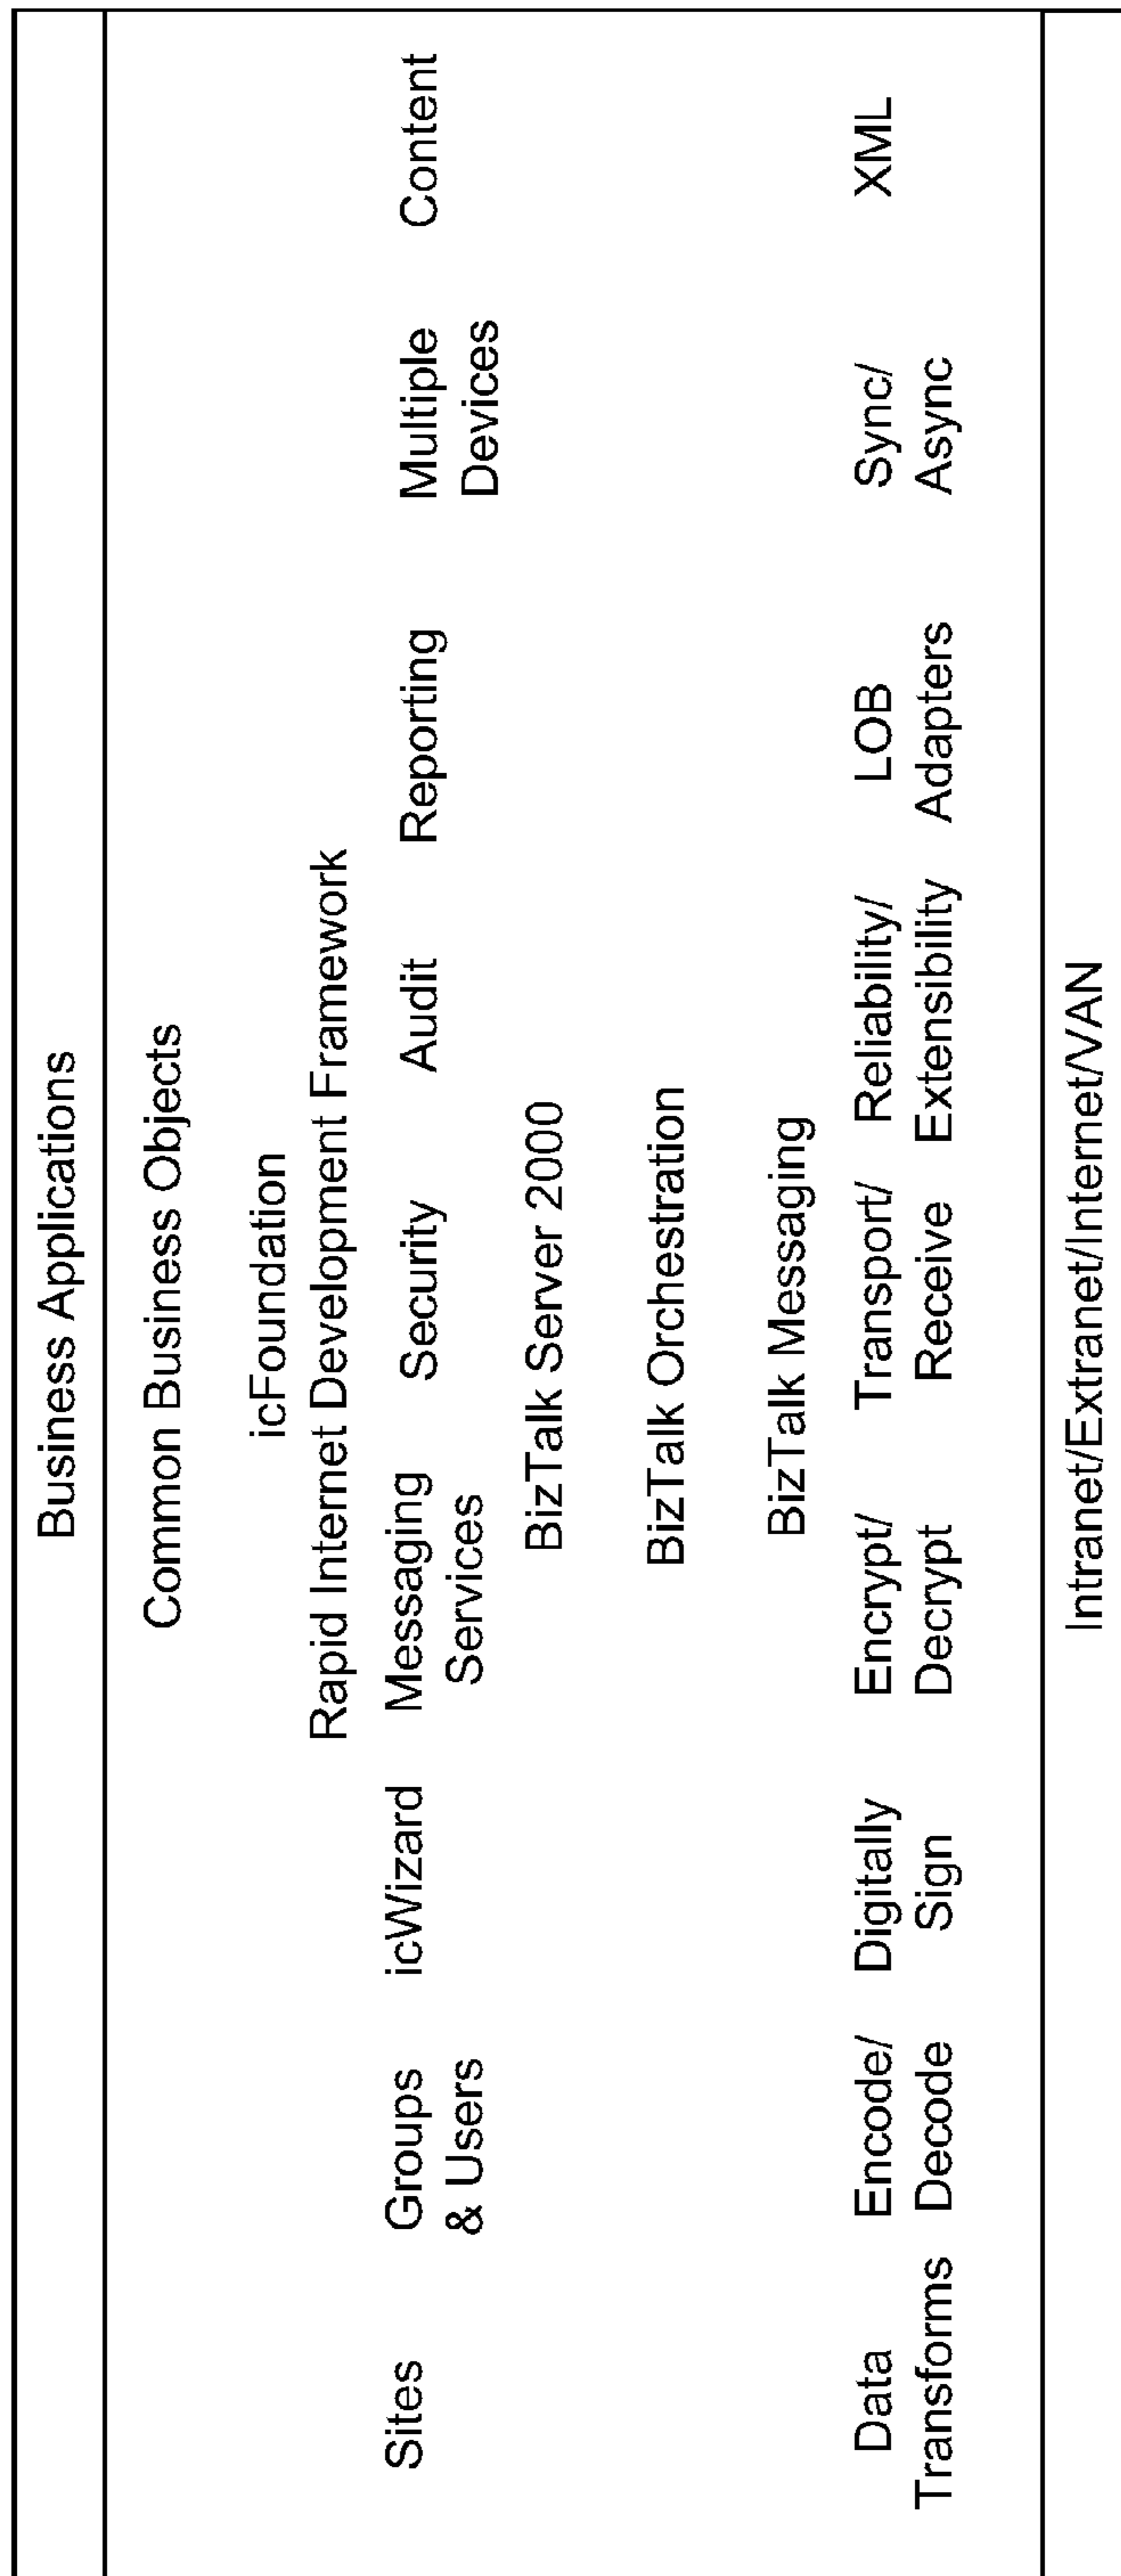 Business Applications
Common Business Objects
icFoundation
Rapid Internet Development Framework
Sites Groups icWizard Messaging Security Audit Reporting Multiple Content
& Users Services Devices
BizTalk Server 2000
BizTalk Orchestration
BizTalk Messaging
Data Encode/ Digitally Encrypt/ Transport/ Reliability/ LOB Sync/ XML
Transforms Decode Sign Decrypt Receive Extensibility Adapters Async
Intranet/Extranet/Internet/VAN